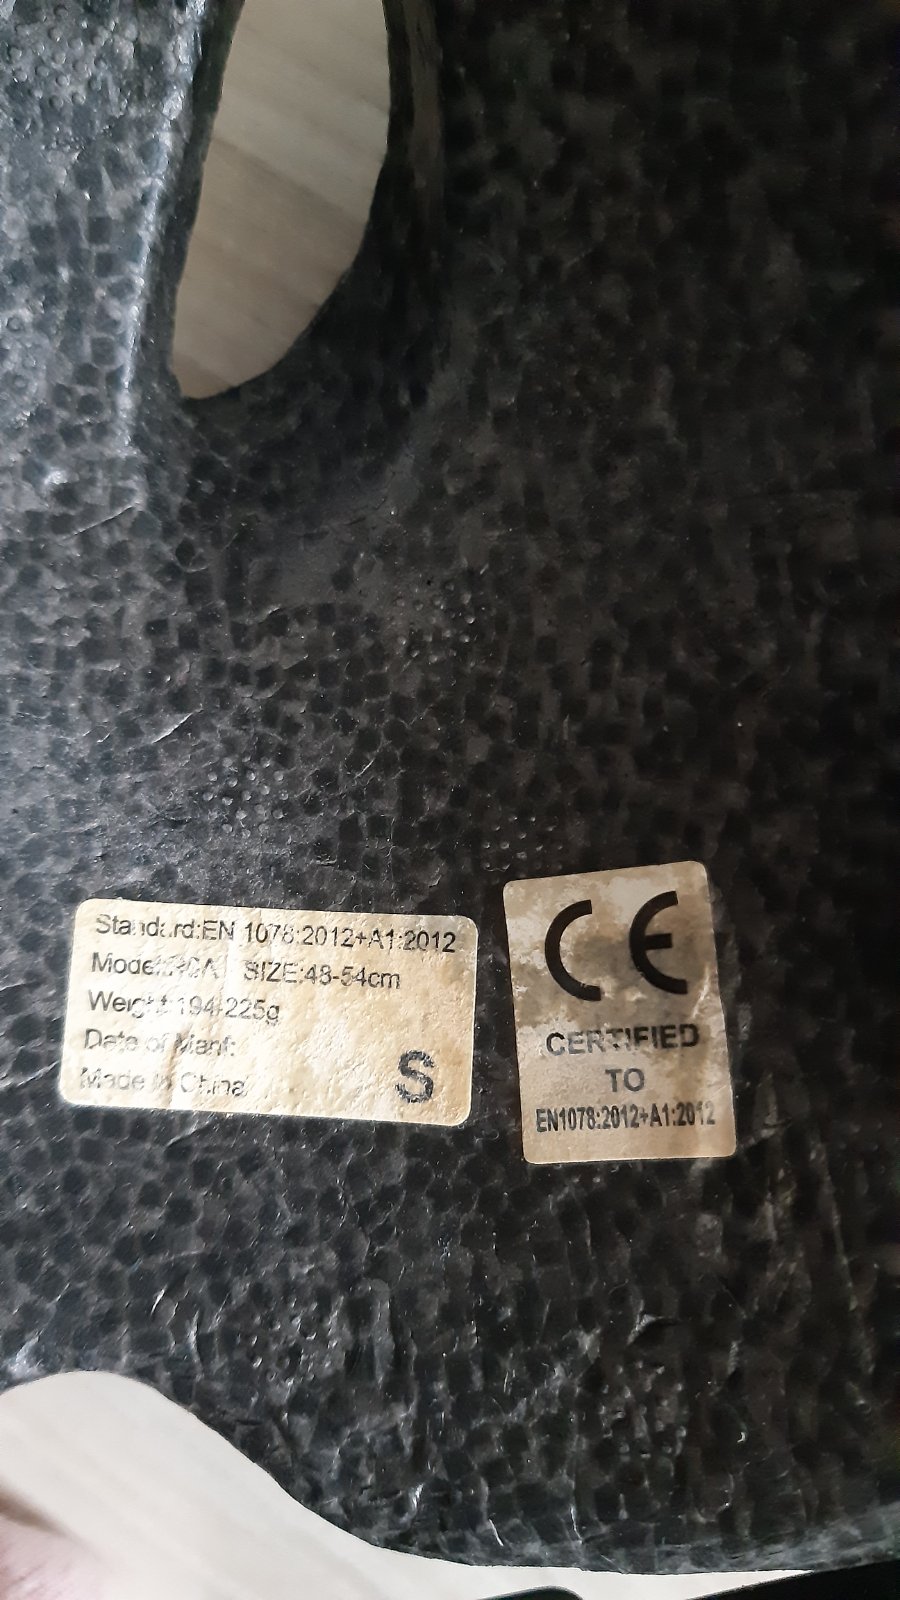 Standard:EN 1078:2012+A1:2012
Model: SIZE:48-54cm
Weight:194-225g
Date of Manf:
Made in China
S
CE
CERTIFIED
TO
EN1078:2012+A1:2012